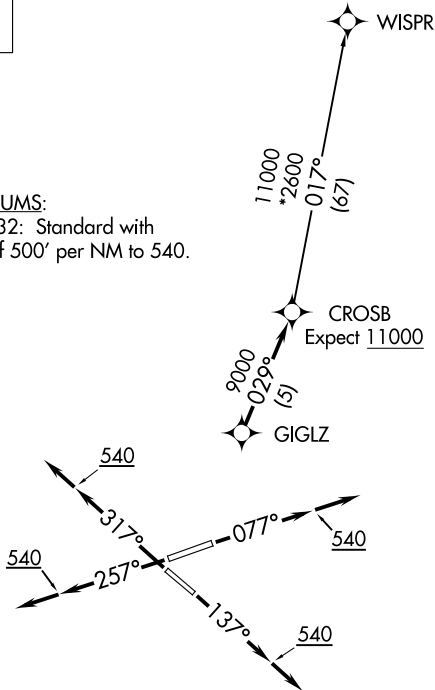 WISPR
11000
*2600
017°
(67)
UMS:
32: Standard with
f 500' per NM to 540.
CROSB
Expect 11000
9000
029°
(5)
GIGLZ
540
317°
077°
540
540
257°
137°
540